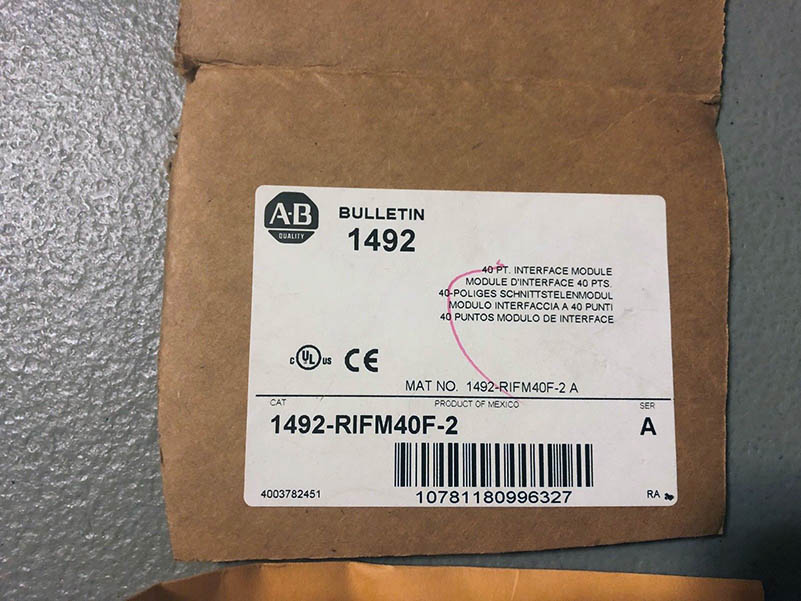 A-B
QUALITY
BULLETIN
1492
40 PT. INTERFACE MODULE
MODULE D'INTERFACE 40 PTS.
40-POLIGES SCHNITTSTELENMODUL
MODULO INTERFACCIA A 40 PUNTI
40 PUNTOS MODULO DE INTERFACE
C UL US CE
MAT NO. 1492-RIFM40F-2 A
CAT PRODUCT OF MEXICO SER
1492-RIFM40F-2 A
4003782451 10781180996327 RA